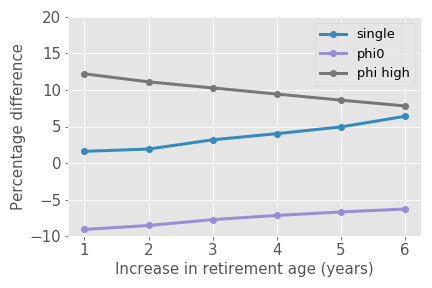 20
15
10
5
0
−5
−10
Percentage difference
single
phi0
phi high
1 2 3 4 5 6
Increase in retirement age (years)